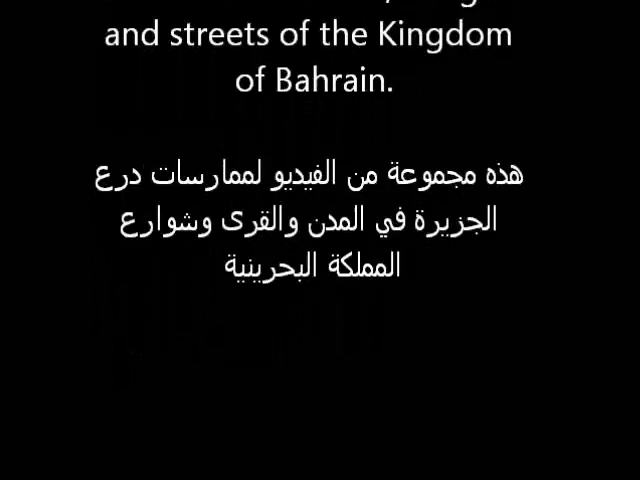 and streets of the Kingdom
of Bahrain.
هذه مجموعة من الفيديو لممارسات درع
الجزيرة في المدن والقرى وشوارع
المملكة البحرينية